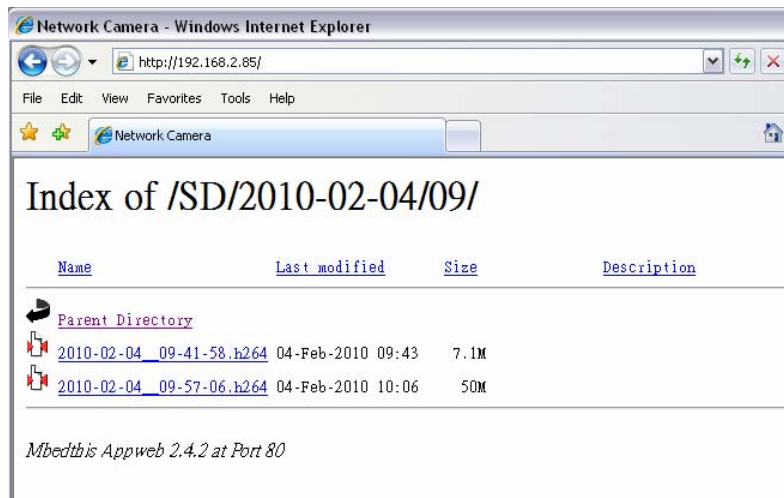 Network Camera - Windows Internet Explorer
http://192.168.2.85/
File Edit View Favorites Tools Help
Network Camera
Index of /SD/2010-02-04/09/
Name Last modified Size Description
Parent Directory
2010-02-04__09-41-58.h264 04-Feb-2010 09:43 7.1M
2010-02-04__09-57-06.h264 04-Feb-2010 10:06 50M
Mbedthis Appweb 2.4.2 at Port 80